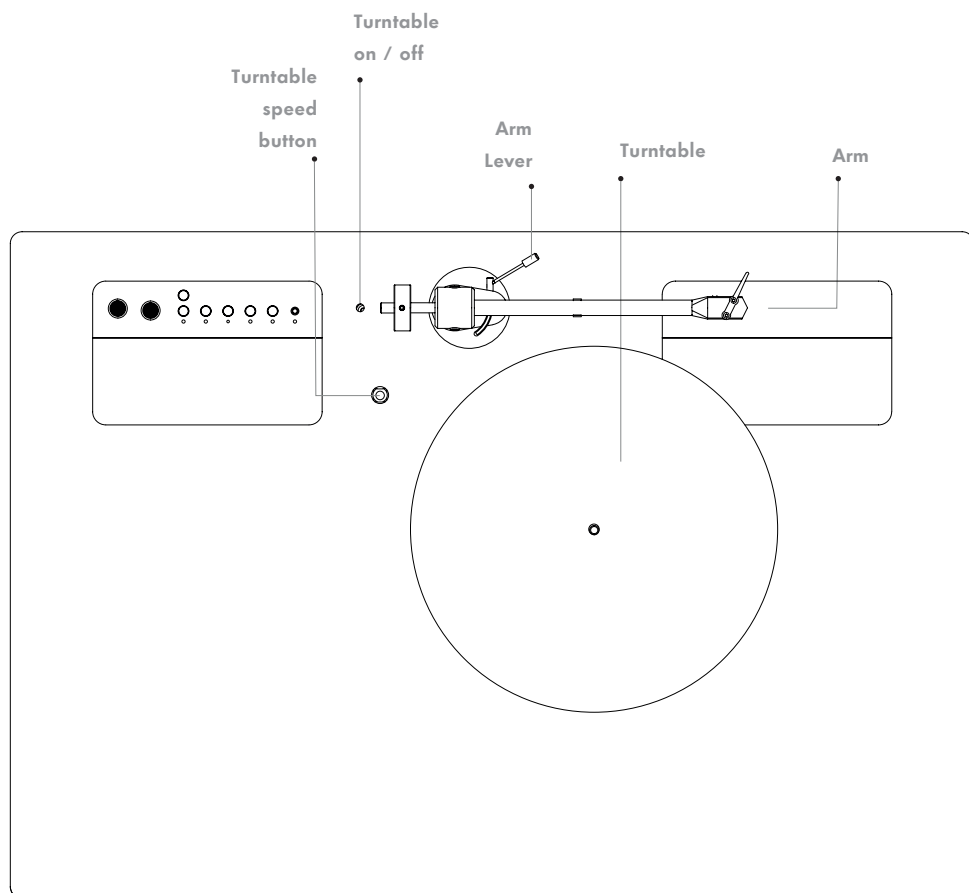 Turntable
on / off
Turntable
speed
button
Arm
Lever
Turntable
Arm